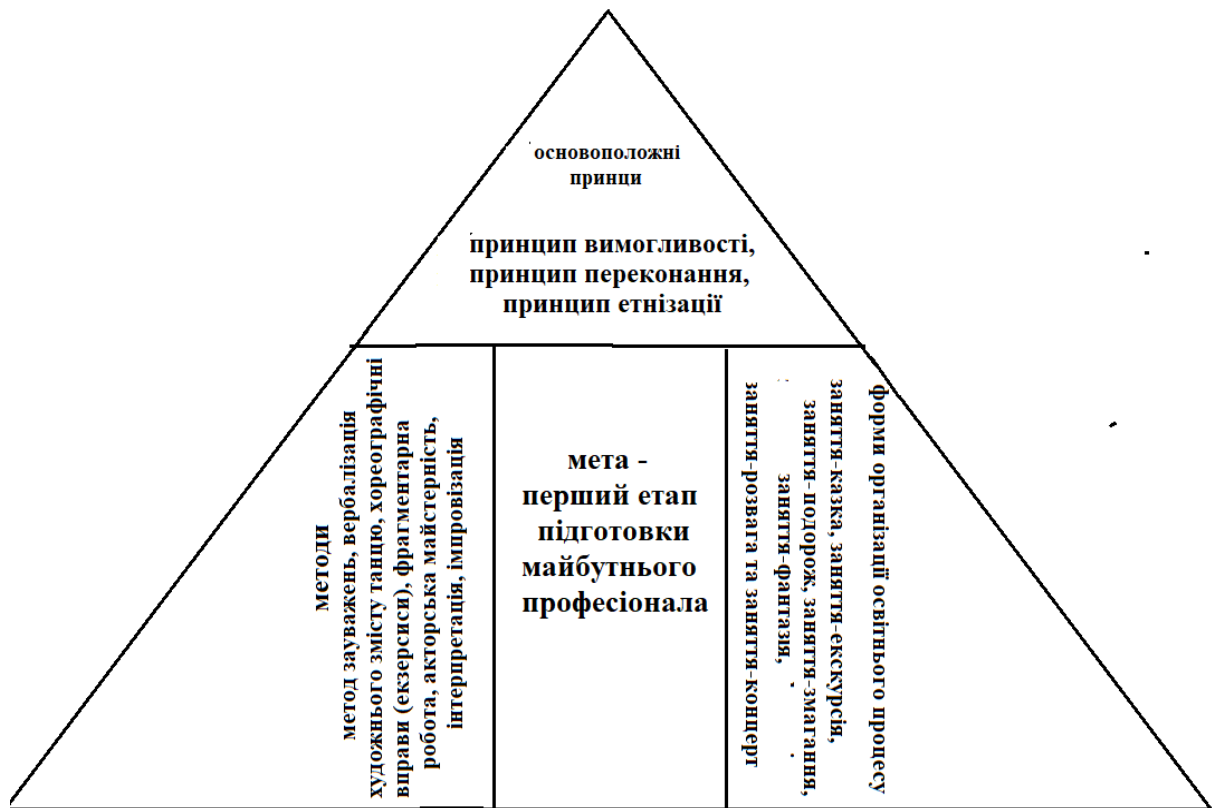 основоположні
принци
принцип вимогливості,
принцип переконання,
принцип етнізації
методи
метод зауважень, вербалізація
художнього змісту танцю, хореографічні
вправи (екзерсиси), фрагментарна
робота, акторська майстерність,
інтерпретація, імпровізація
мета -
перший етап
підготовки
майбутнього
професіонала
форми організації освітнього процесу
заняття-казка, заняття-екскурсія,
заняття- подорож, заняття-змагання,
заняття-фантазія,
заняття-розвага та заняття-концерт